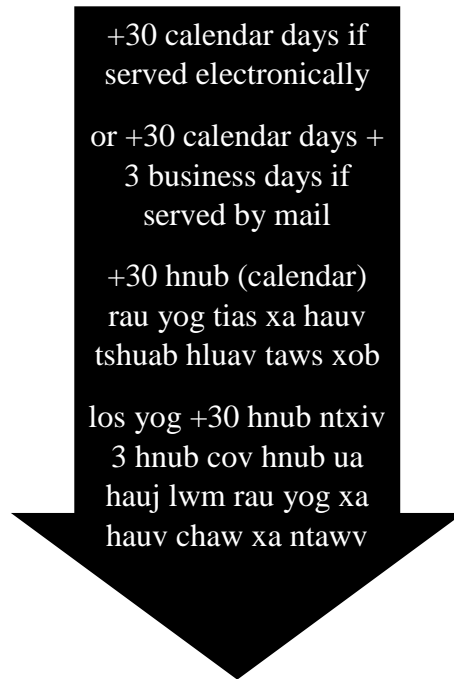 +30 calendar days if
served electronically
or +30 calendar days +
3 business days if
served by mail
+30 hnub (calendar)
rau yog tias xa hauv
tshuab hluav taws xob
los yog +30 hnub ntxiv
3 hnub cov hnub ua
hauj lwm rau yog xa
hauv chaw xa ntawv